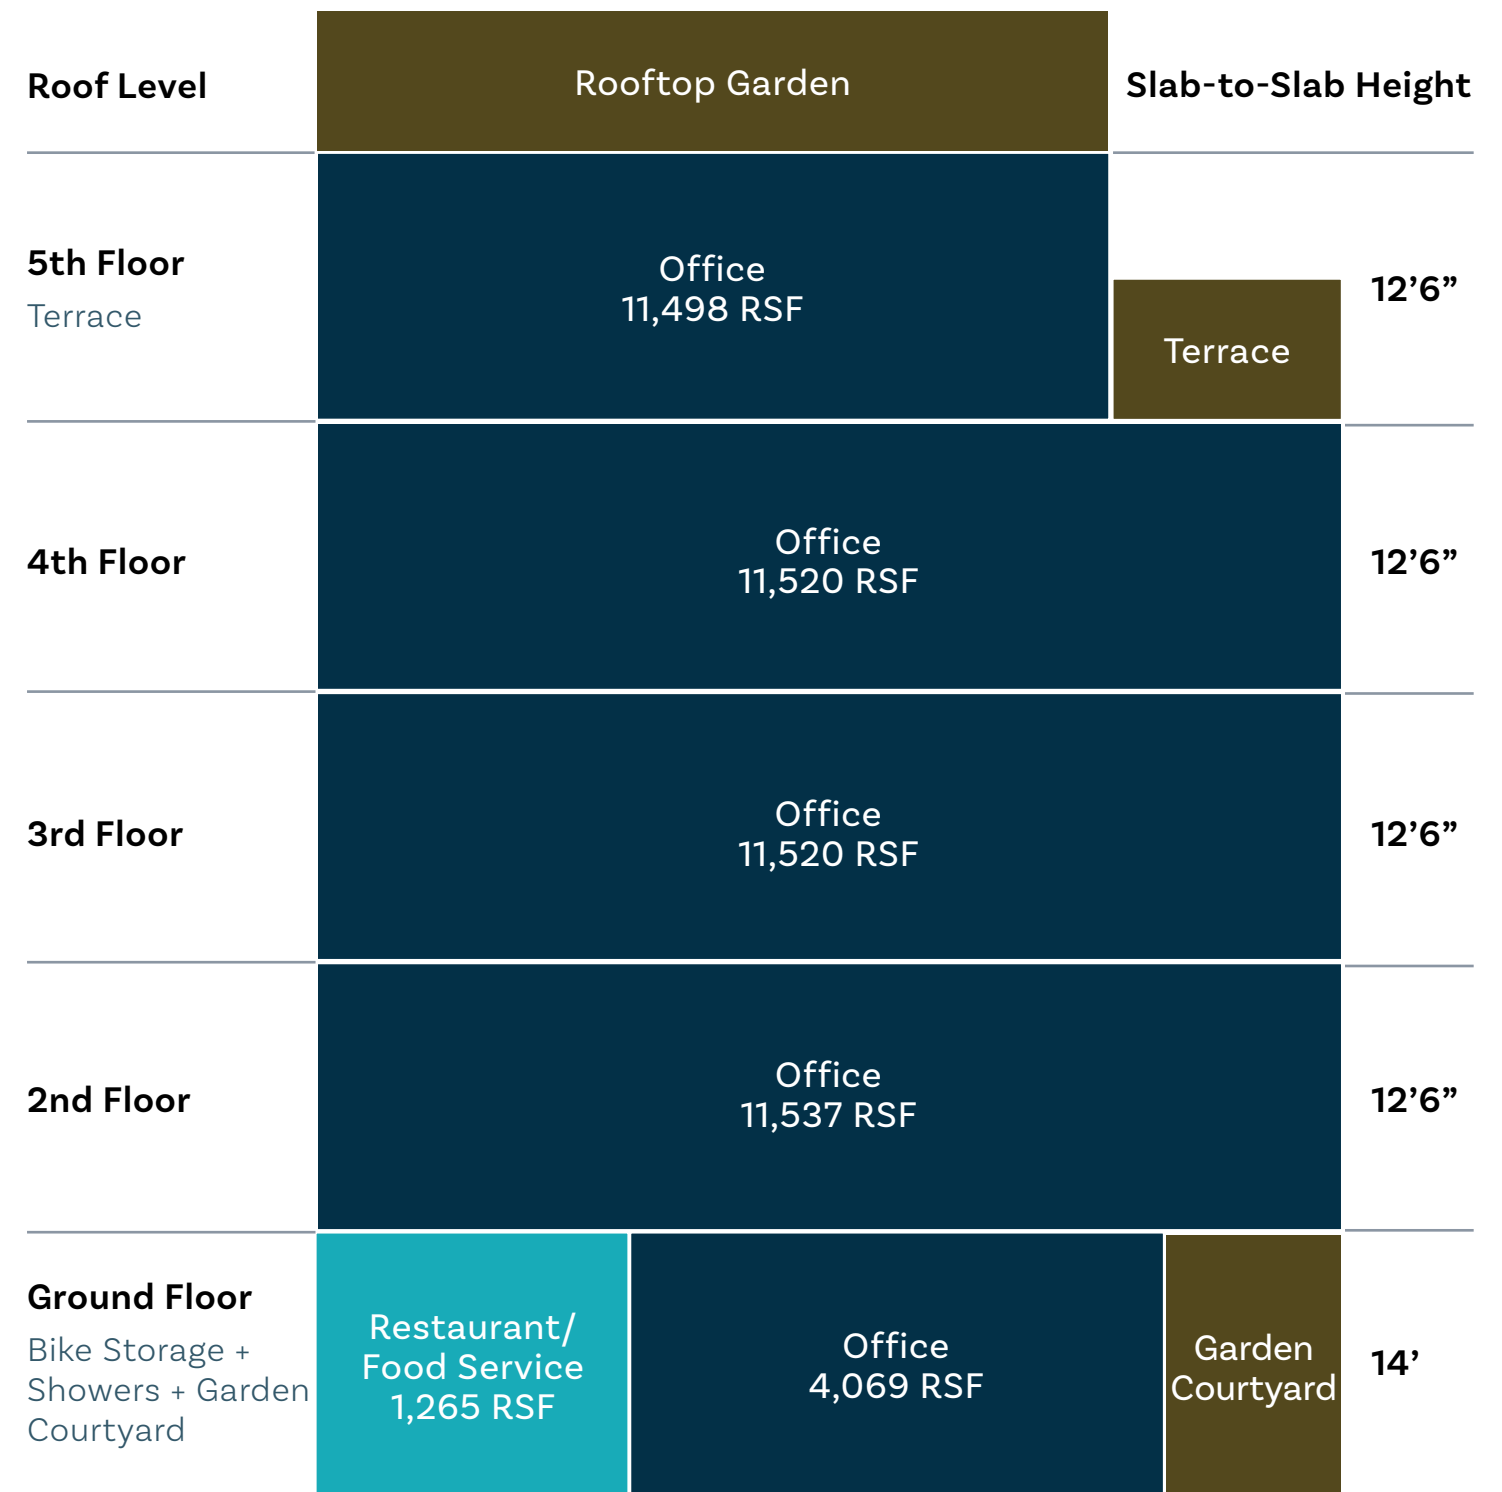 Roof Level
Rooftop Garden
Slab-to-Slab Height
5th Floor
Terrace
Office
11,498 RSF
Terrace
12’6”
4th Floor
Office
11,520 RSF
12’6”
3rd Floor
Office
11,520 RSF
12’6”
2nd Floor
Office
11,537 RSF
12’6”
Ground Floor
Bike Storage +
Showers + Garden
Courtyard
Restaurant/
Food Service
1,265 RSF
Office
4,069 RSF
Garden
Courtyard
14’